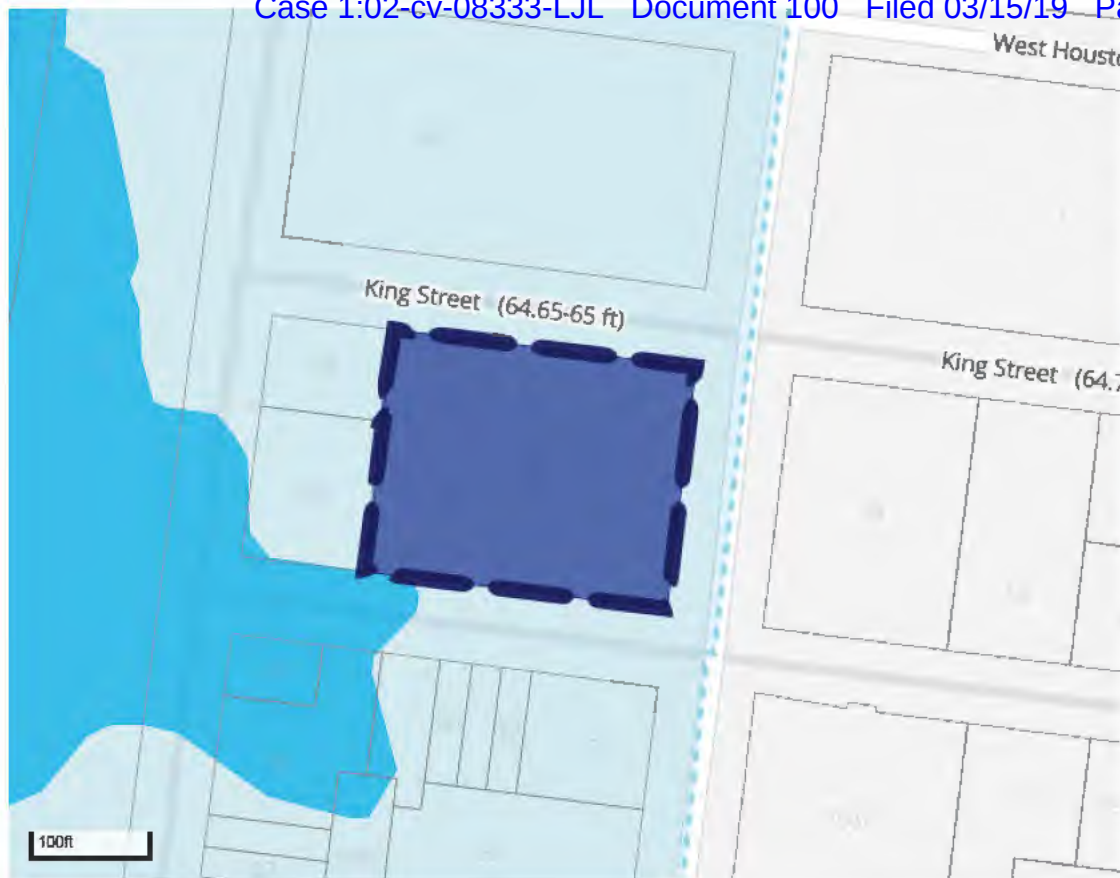 Case 1:02-cv-08333-LJL Document 100 Filed 03/15/19
West
King Street (64.65-65 ft)
King Street (64.
100ft